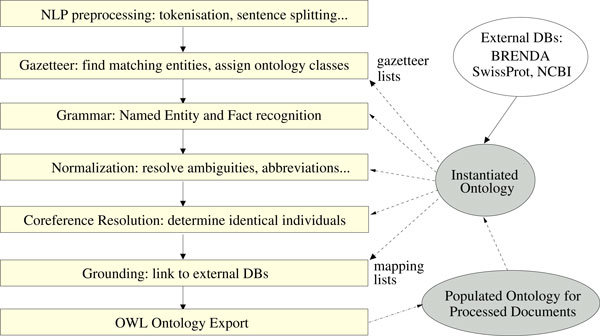 NLP preprocessing: tokenisation, sentence splitting...
Gazetteer: find matching entities, assign ontology classes
gazetteer
lists
External DBs:
BRENDA
SwissProt, NCBI
Grammar: Named Entity and Fact recognition
Normalization: resolve ambiguities, abbreviations...
Instantiated
Ontology
Coreference Resolution: determine identical individuals
Grounding: link to external DBs
mapping
lists
OWL Ontology Export
Populated Ontology for
Processed Documents